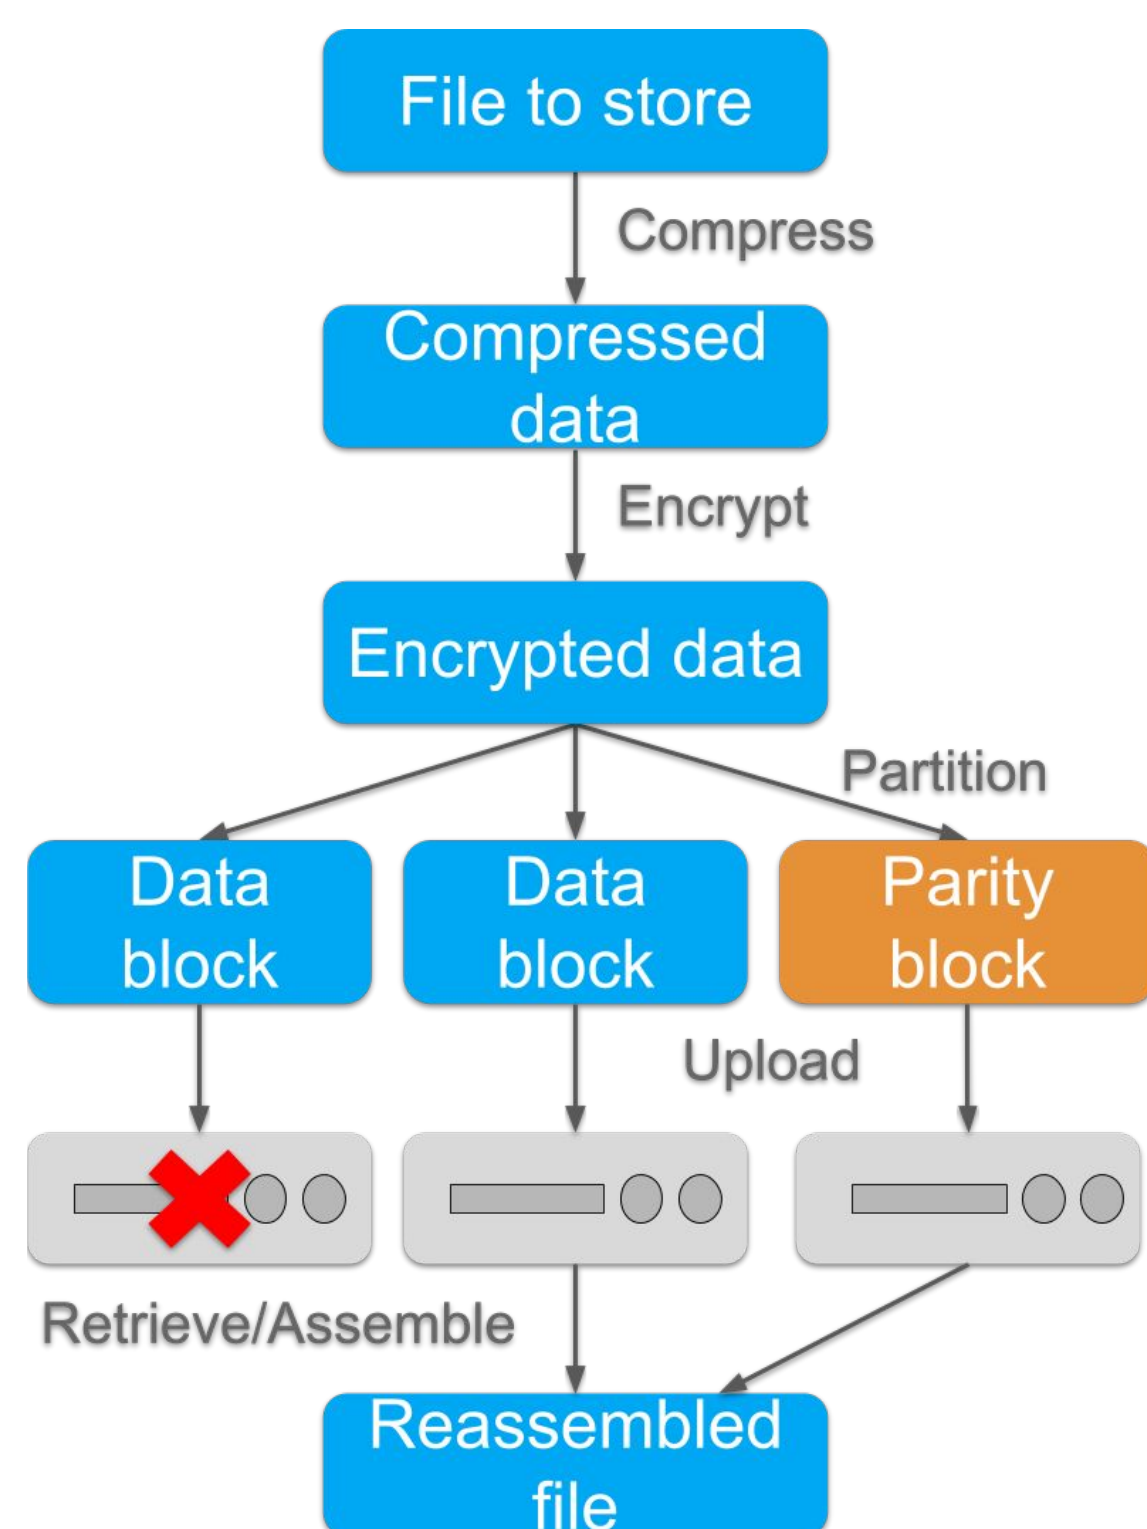 File to store
Compress
Compressed
data
Encrypt
Encrypted data
Partition
Data
block
Data
block
Parity
block
Upload
Retrieve/Assemble
Reassembled
file